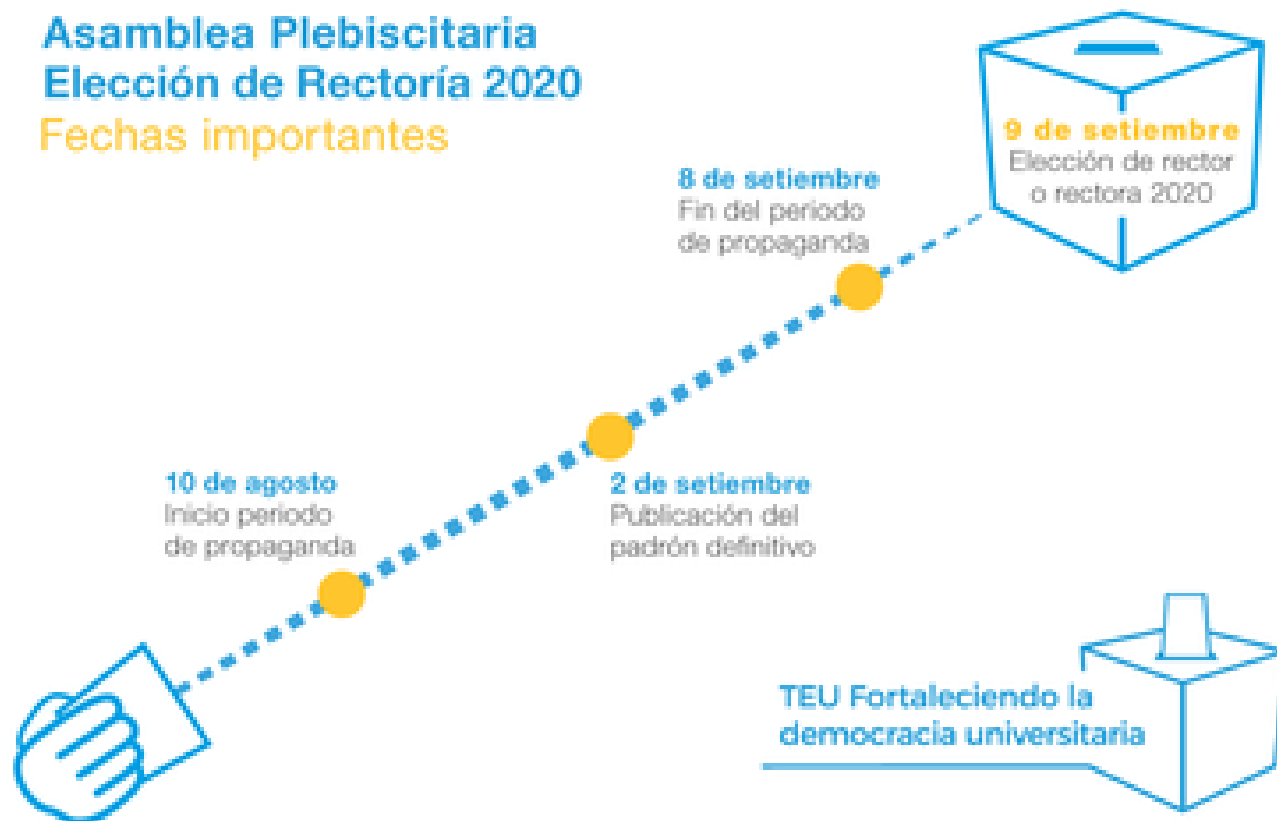 Asamblea Plebiscitaria
Elección de Rectoría 2020
Fechas importantes
9 de setiembre
Elección de rector
o rectora 2020
8 de setiembre
Fin del periodo
de propaganda
10 de agosto
Inicio periodo
de propaganda
2 de setiembre
Publicación del
padrón definitivo
TEU Fortaleciendo la
democracia universitaria